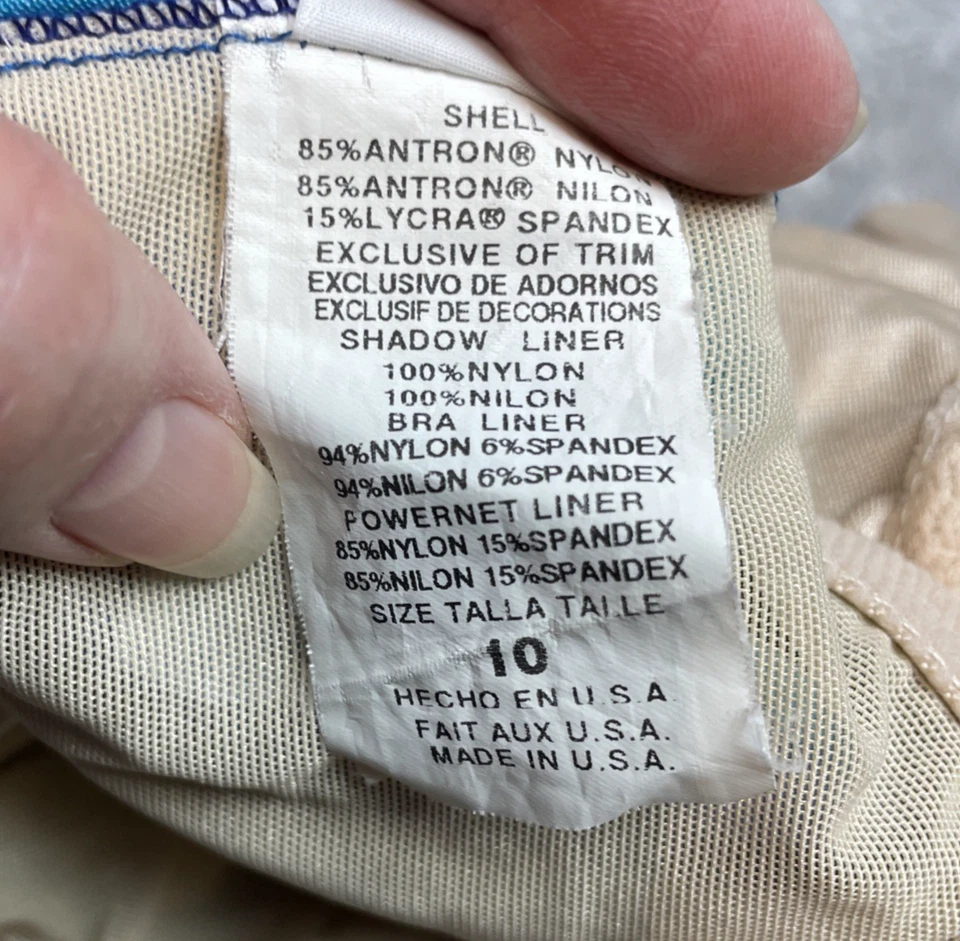 SHELL
85%ANTRON® NYLON
85%ANTRON® NILON
15%LYCRA® SPANDEX
EXCLUSIVE OF TRIM
EXCLUSIVO DE ADORNOS
EXCLUSIF DE DECORATIONS
SHADOW LINER
100%NYLON
100%NILON
BRA LINER
94%NYLON 6%SPANDEX
94%NILON 6%SPANDEX
POWERNET LINER
85%NYLON 15%SPANDEX
85%NILON 15%SPANDEX
SIZE TALLA TAILLE
10
HECHO EN U.S.A.
FAIT AUX U.S.A.
MADE IN U.S.A.